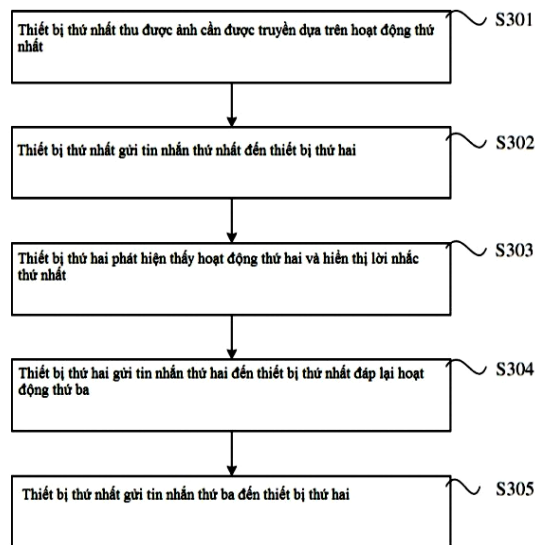 Thiết bị thứ nhất thu được ảnh cần được truyền dựa trên hoạt động thứ
nhất
S301
Thiết bị thứ nhất gửi tin nhắn thứ nhất đến thiết bị thứ hai
S302
Thiết bị thứ hai phát hiện thấy hoạt động thứ hai và hiển thị lời nhắc
thứ nhất
S303
Thiết bị thứ hai gửi tin nhắn thứ hai đến thiết bị thứ nhất đáp lại hoạt
động thứ ba
S304
Thiết bị thứ nhất gửi tin nhắn thứ ba đến thiết bị thứ hai
S305